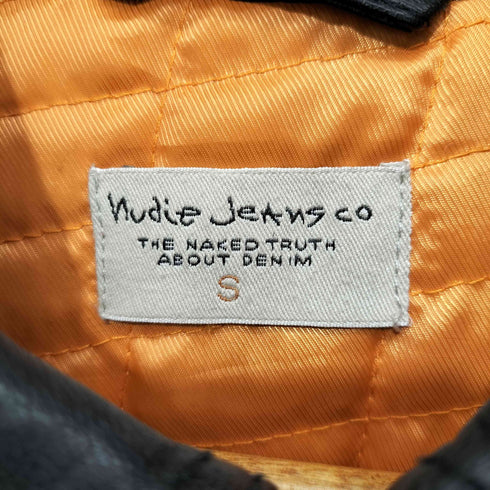 Nudie Jeans co
THE NAKED TRUTH
ABOUT DENIM
S